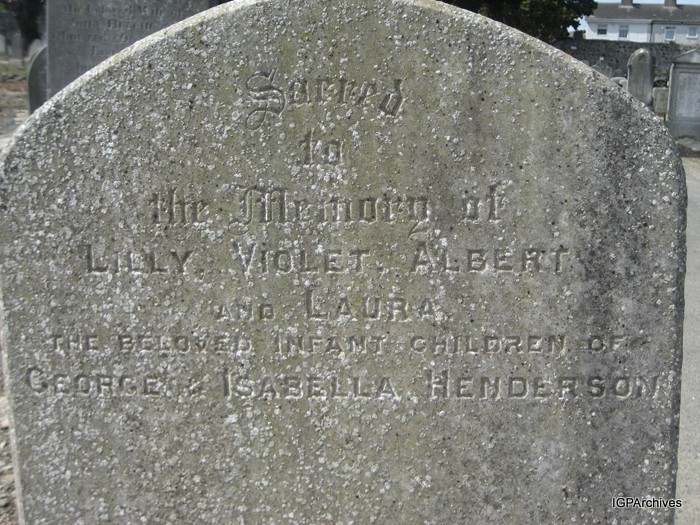 Sacred
to
the Memory of
LILLY, VIOLET, ALBERT
AND LAURA
THE BELOVED INFANT CHILDREN OF
GEORGE & ISABELLA HENDERSON
IGPArchives